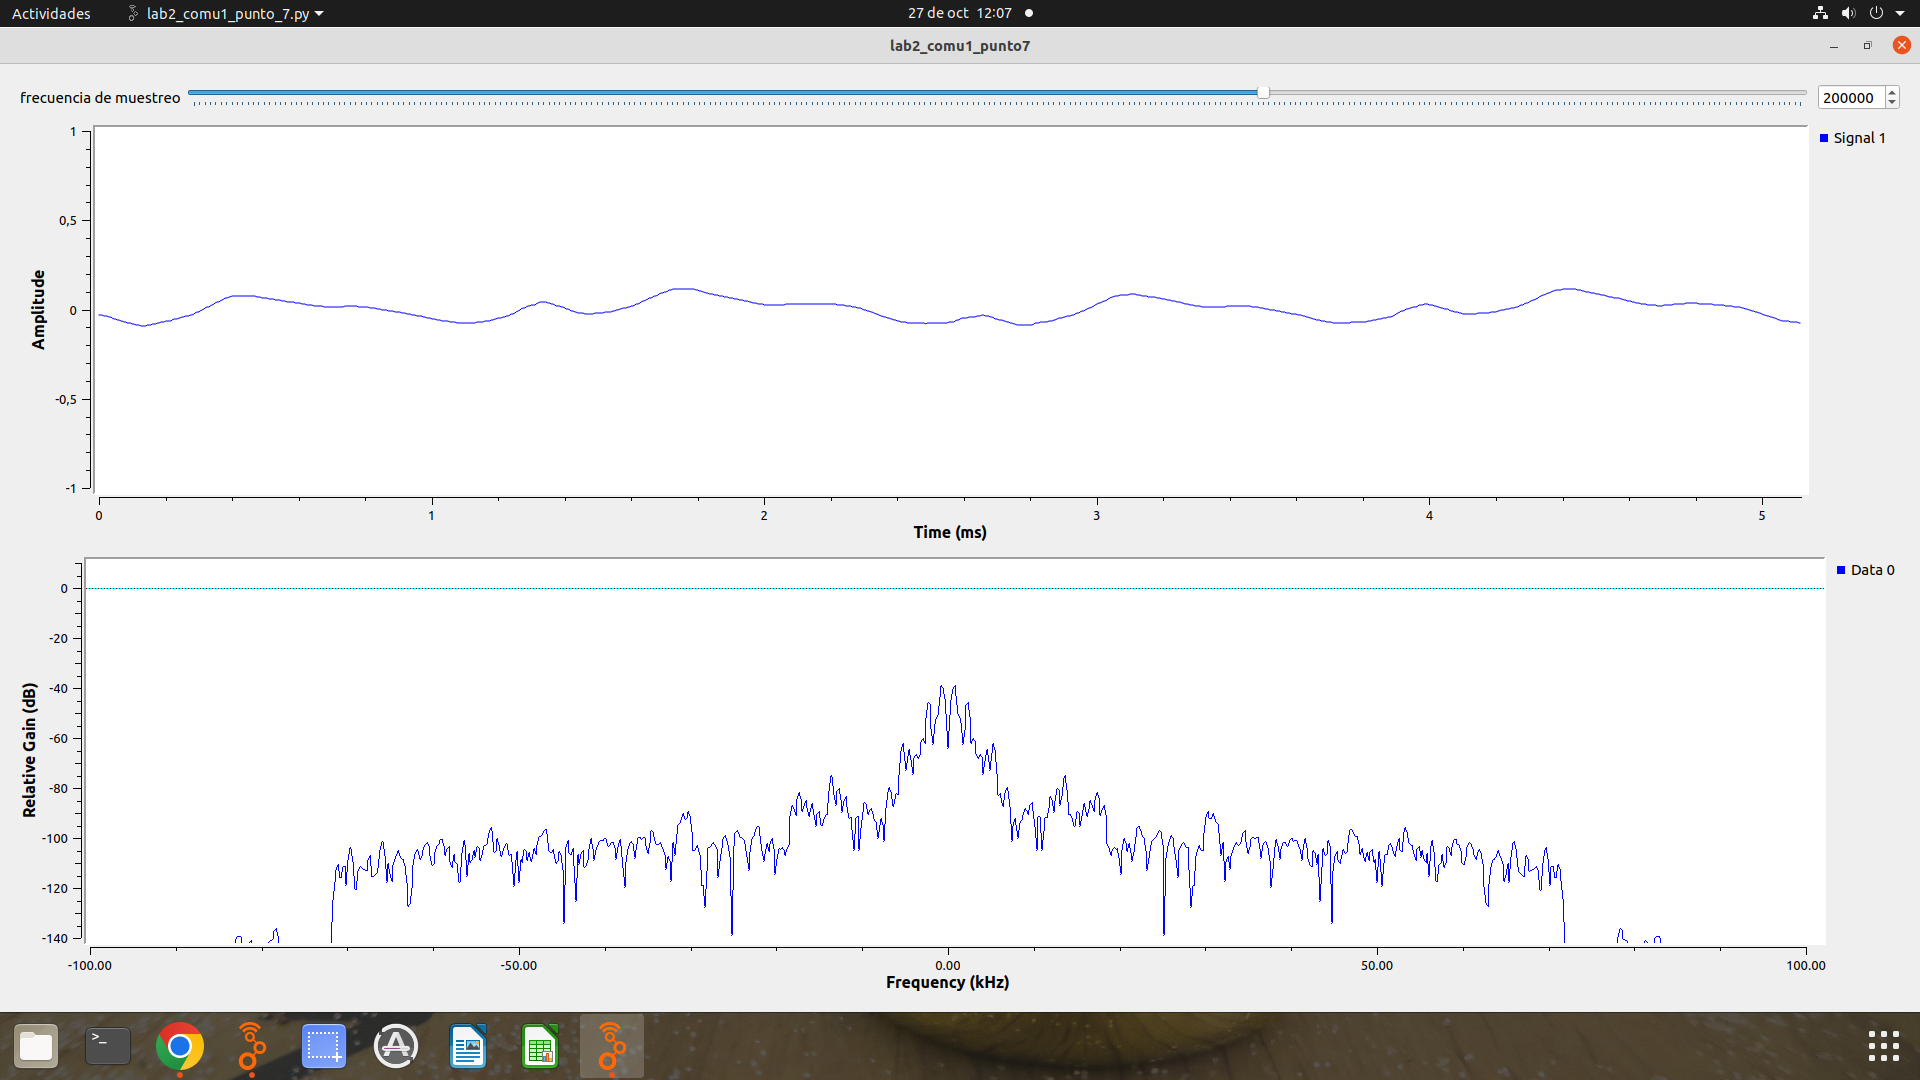 Actividades lab2_comu1_punto_7.py 27 de oct 12:07
lab2_comu1_punto7
frecuencia de muestreo 200000
1
0,5
0
-0,5
-1
Amplitude
Signal 1
0 1 2 3 4 5
Time (ms)
0
-20
-40
-60
-80
-100
-120
-140
Relative Gain (dB)
Data 0
-100.00 -50.00 0.00 50.00 100.00
Frequency (kHz)
>_